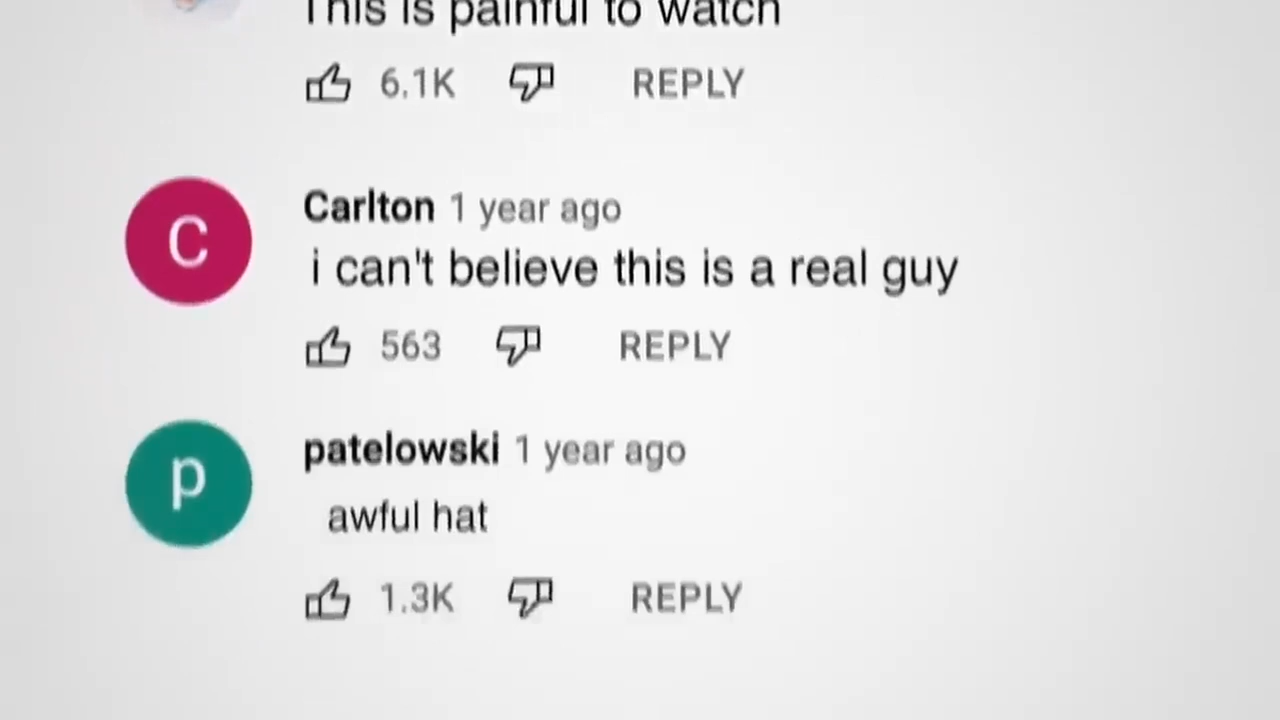 This is painful to watch
6.1K REPLY
C
Carlton 1 year ago
i can't believe this is a real guy
563 REPLY
p
patelowski 1 year ago
awful hat
1.3K REPLY